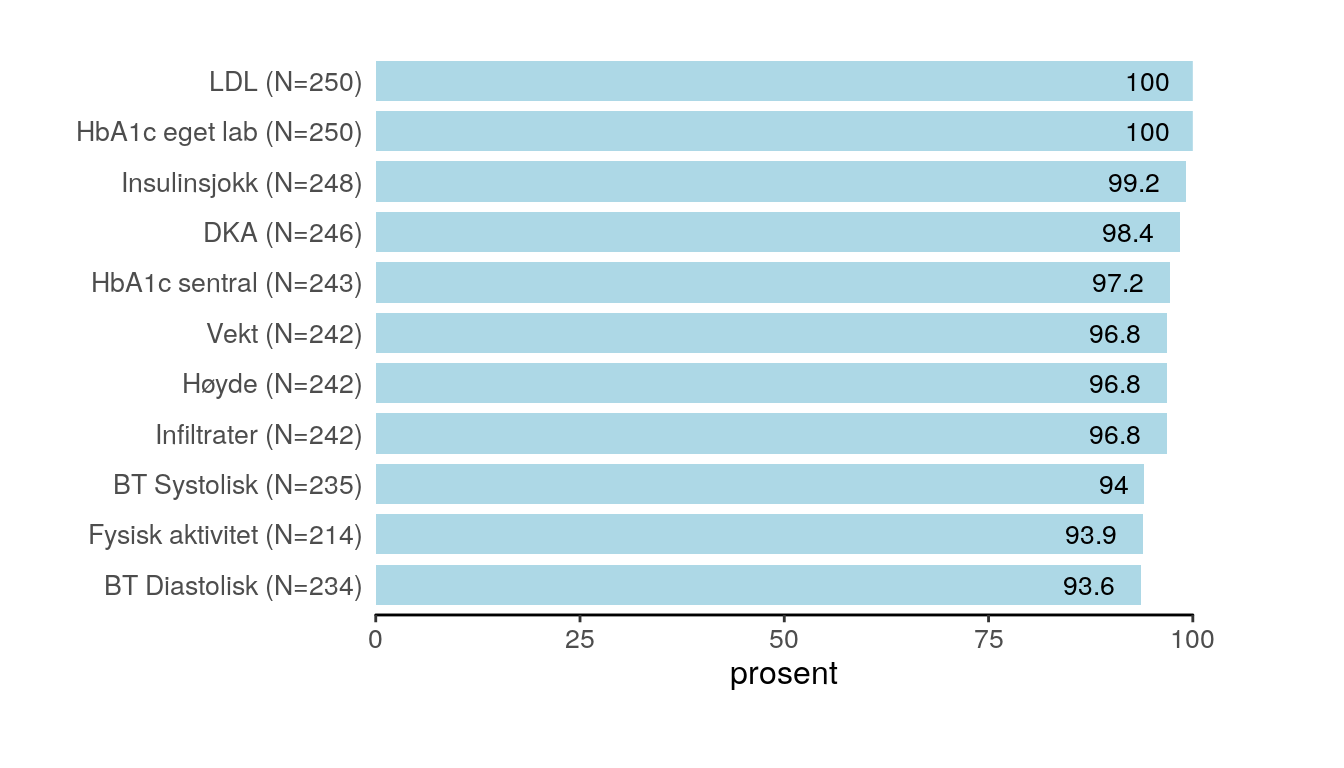 LDL (N=250) 100
HbA1c eget lab (N=250) 100
Insulinsjokk (N=248) 99.2
DKA (N=246) 98.4
HbA1c sentral (N=243) 97.2
Vekt (N=242) 96.8
Høyde (N=242) 96.8
Infiltrater (N=242) 96.8
BT Systolisk (N=235) 94
Fysisk aktivitet (N=214) 93.9
BT Diastolisk (N=234) 93.6
0 25 50 75 100
prosent